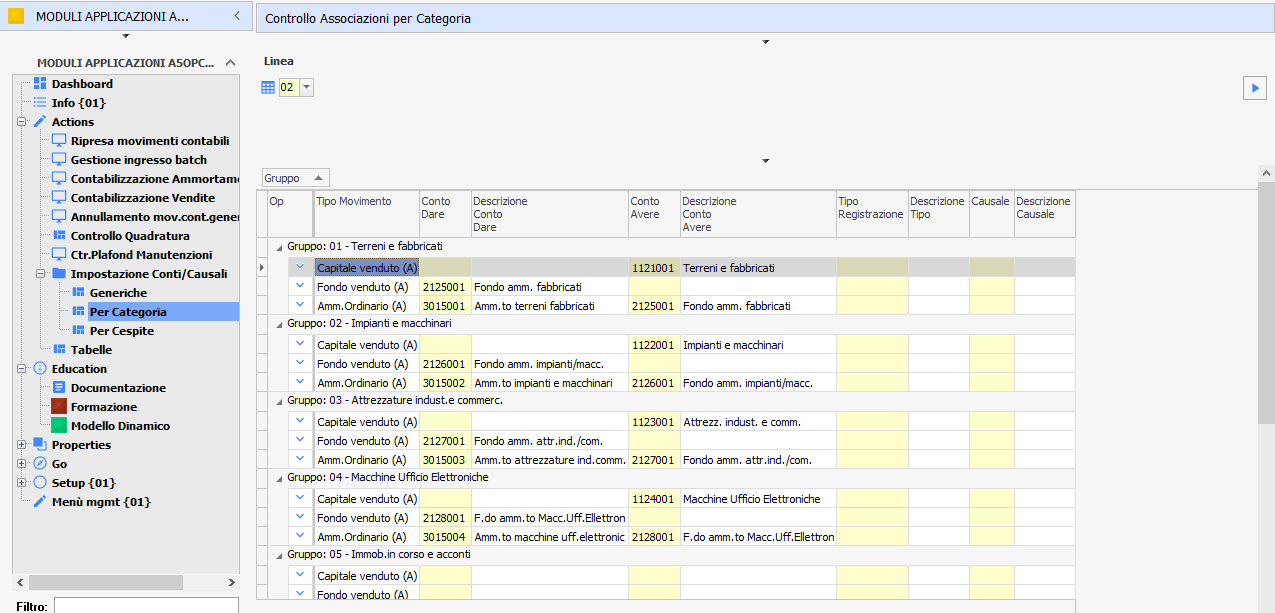 MODULI APPLICAZIONI A...
Controllo Associazioni per Categoria
MODULI APPLICAZIONI A5OPC...
Dashboard
Info {01}
Actions
Ripresa movimenti contabili
Gestione ingresso batch
Contabilizzazione Ammortame
Contabilizzazione Vendite
Annullamento mov.cont.gener
Controllo Quadratura
Ctr.Plafond Manutenzioni
Impostazione Conti/Causali
Generiche
Per Categoria
Per Cespite
Tabelle
Education
Documentazione
Formazione
Modello Dinamico
Properties
Go
Setup {01}
Menù mgmt {01}
Filtro:
Linea
02
Gruppo
Op Tipo Movimento Conto Dare Descrizione Conto Dare Conto Avere Descrizione Conto Avere Tipo Registrazione Descrizione Tipo Causale Descrizione Causale
Gruppo: 01 - Terreni e fabbricati
Capitale venduto (A) 1121001 Terreni e fabbricati
Fondo venduto (A) 2125001 Fondo amm. fabbricati
Amm.Ordinario (A) 3015001 Amm.to terreni fabbricati 2125001 Fondo amm. fabbricati
Gruppo: 02 - Impianti e macchinari
Capitale venduto (A) 1122001 Impianti e macchinari
Fondo venduto (A) 2126001 Fondo amm. impianti/macc.
Amm.Ordinario (A) 3015002 Amm.to impianti e macchinari 2126001 Fondo amm. impianti/macc.
Gruppo: 03 - Attrezzature indust.e commerc.
Capitale venduto (A) 1123001 Attrezz. indust. e comm.
Fondo venduto (A) 2127001 Fondo amm. attr.ind./com.
Amm.Ordinario (A) 3015003 Amm.to attrezzature ind.comm. 2127001 Fondo amm. attr.ind./com.
Gruppo: 04 - Macchine Ufficio Elettroniche
Capitale venduto (A) 1124001 Macchine Ufficio Elettroniche
Fondo venduto (A) 2128001 F.do amm.to Macc.Uff.Ellettron
Amm.Ordinario (A) 3015004 Amm.to macchine uff.elettronic 2128001 F.do amm.to Macc.Uff.Ellettron
Gruppo: 05 - Immob.in corso e acconti
Capitale venduto (A)
Fondo venduto (A)